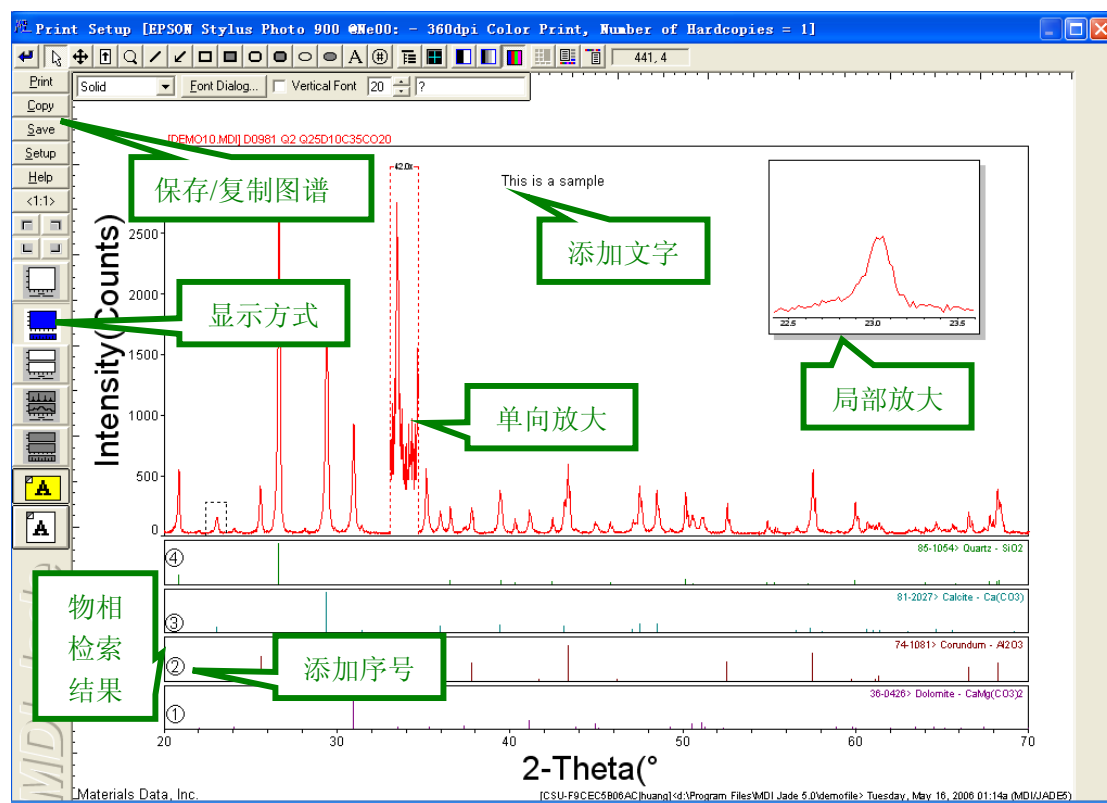 Print Setup [EPSON Stylus Photo 900 @Ne00: - 360dpi Color Print, Number of Hardcopies = 1]
441, 4
Print
Copy
Save
Setup
Help
<1:1>
Solid
Font Dialog...
Vertical Font
20
?
[DEMO10.MDI] D0981 Q2 Q25D10C35CO20
保存/复制图谱
42.0x
This is a sample
添加文字
22.5 23.0 23.5
局部放大
显示方式
单向放大
Intensity(Counts)
2500
2000
1500
1000
500
0
A
A
④
85-1054> Quartz - SiO2
③
81-2027> Calcite - Ca(CO3)
②
74-1081> Corundum - Al2O3
①
36-0426> Dolomite - CaMg(CO3)2
物相
检索
结果
添加序号
20 30 40 50 60 70
2-Theta(°
Materials Data, Inc.
[CSU-F9CEC5B06AC|huang]<d:\Program Files\MDI Jade 5.0\demofile> Tuesday, May 16, 2006 01:14a (MDI/JADE5)